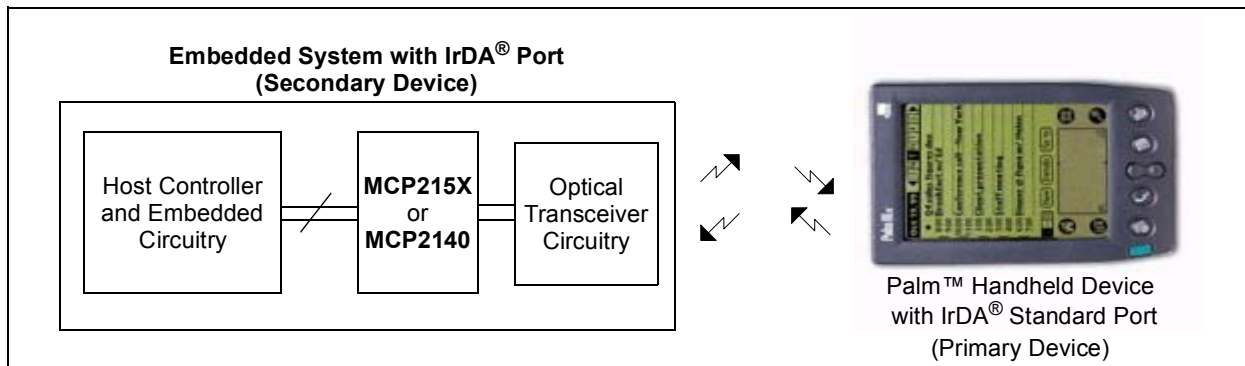 Embedded System with IrDA® Port
(Secondary Device)
Host Controller
and Embedded
Circuitry
MCP215X
or
MCP2140
Optical
Transceiver
Circuitry
Palm™ Handheld Device
with IrDA® Standard Port
(Primary Device)